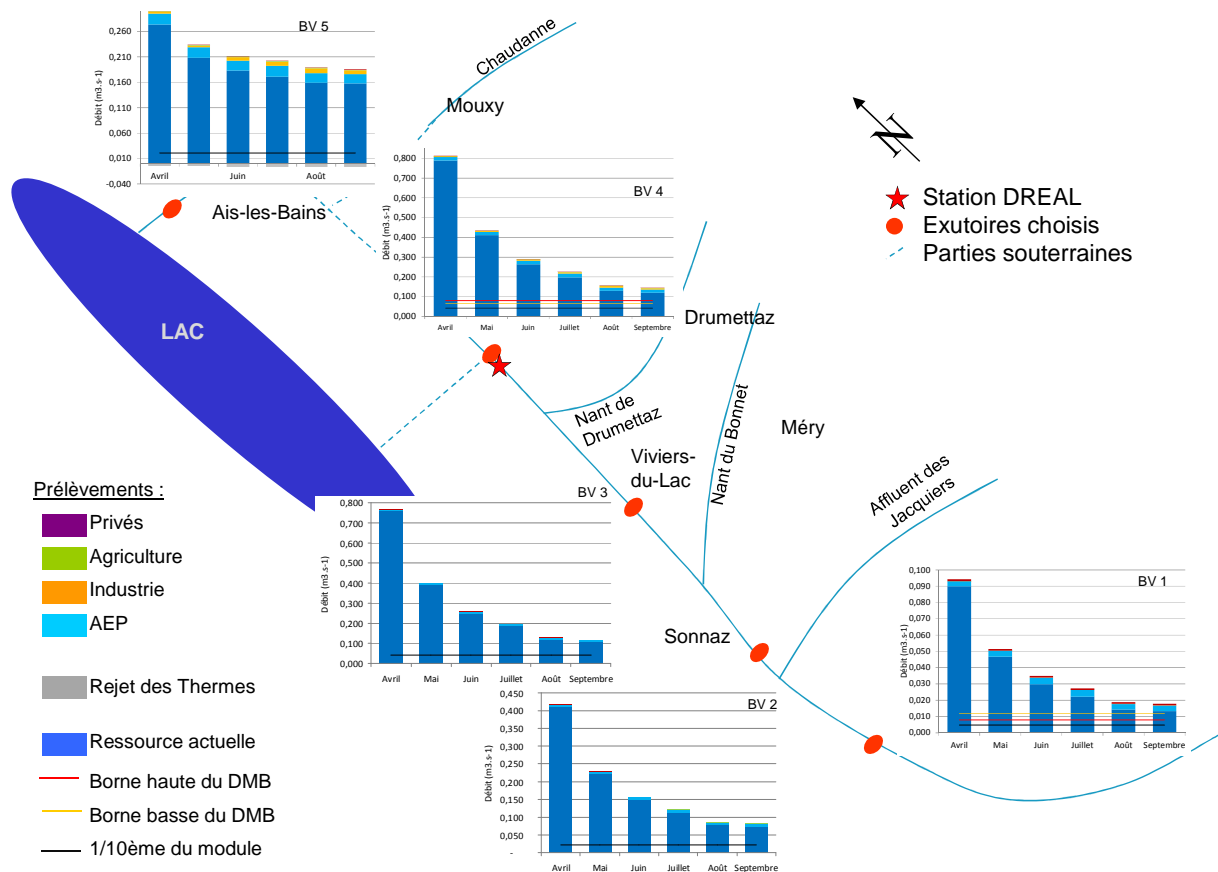 BV 5
Débit (m3.s-1)
0,260
0,210
0,160
0,110
0,060
0,010
-0,040
Avril
Juin
Août
Chaudanne
Mouxy
N
Station DREAL
Exutoires choisis
Parties souterraines
Ais-les-Bains
BV 4
Débit (m3.s-1)
0,800
0,700
0,600
0,500
0,400
0,300
0,200
0,100
0,000
Avril
Mai
Juin
Juillet
Août
Septembre
LAC
Drumettaz
Nant de
Drumettaz
Nant du Bonnet
Méry
Viviers-
du-Lac
Affluent des
Jacquiers
Prélèvements :
Privés
Agriculture
Industrie
AEP
Rejet des Thermes
Ressource actuelle
Borne haute du DMB
Borne basse du DMB
1/10ème du module
BV 3
Débit (m3.s-1)
0,800
0,700
0,600
0,500
0,400
0,300
0,200
0,100
0,000
Avril
Mai
Juin
Juillet
Août
Septembre
Sonnaz
BV 1
Débit (m3.s-1)
0,100
0,090
0,080
0,070
0,060
0,050
0,040
0,030
0,020
0,010
0,000
Avril
Mai
Juin
Juillet
Août
Septembre
BV 2
Débit (m3.s-1)
0,450
0,400
0,350
0,300
0,250
0,200
0,150
0,100
0,050
-
Avril
Mai
Juin
Juillet
Août
Septembre